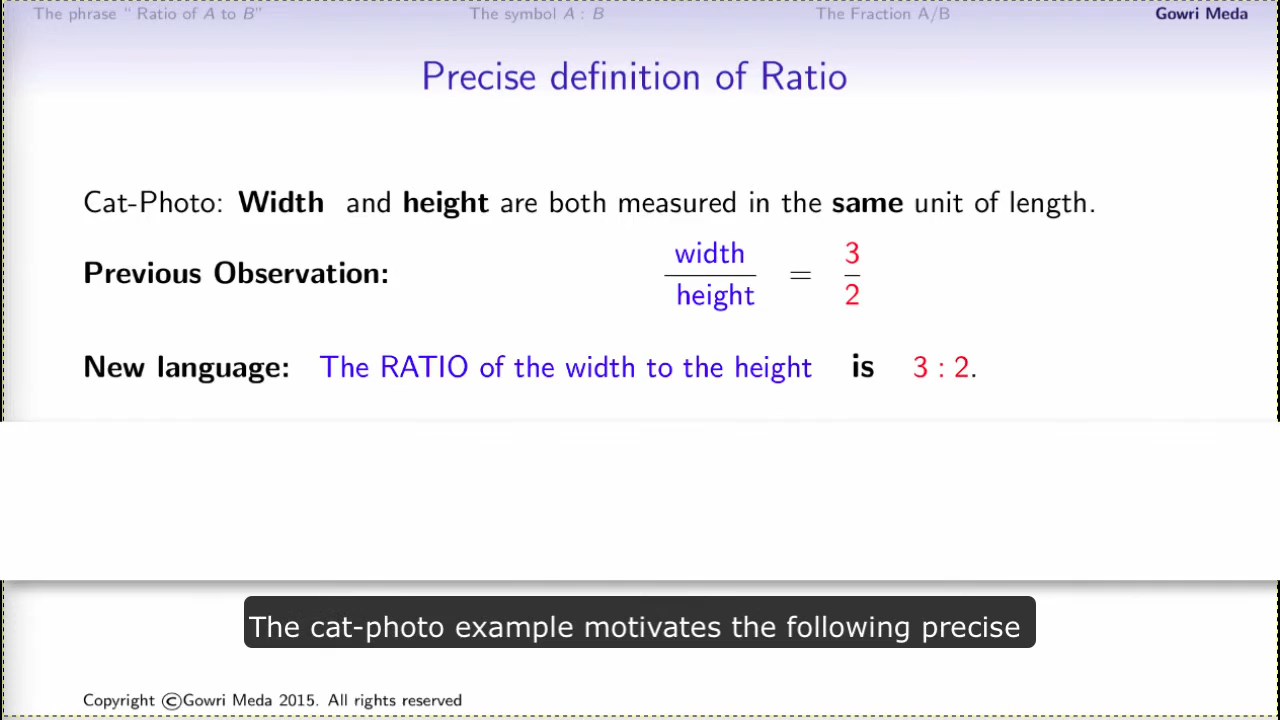 The phrase " Ratio of A to B" The symbol A : B The Fraction A/B Gowri Meda
Precise definition of Ratio
Cat-Photo: Width and height are both measured in the same unit of length.
Previous Observation: width/height = 3/2
New language: The RATIO of the width to the height is 3 : 2.
The cat-photo example motivates the following precise
Copyright ©Gowri Meda 2015. All rights reserved